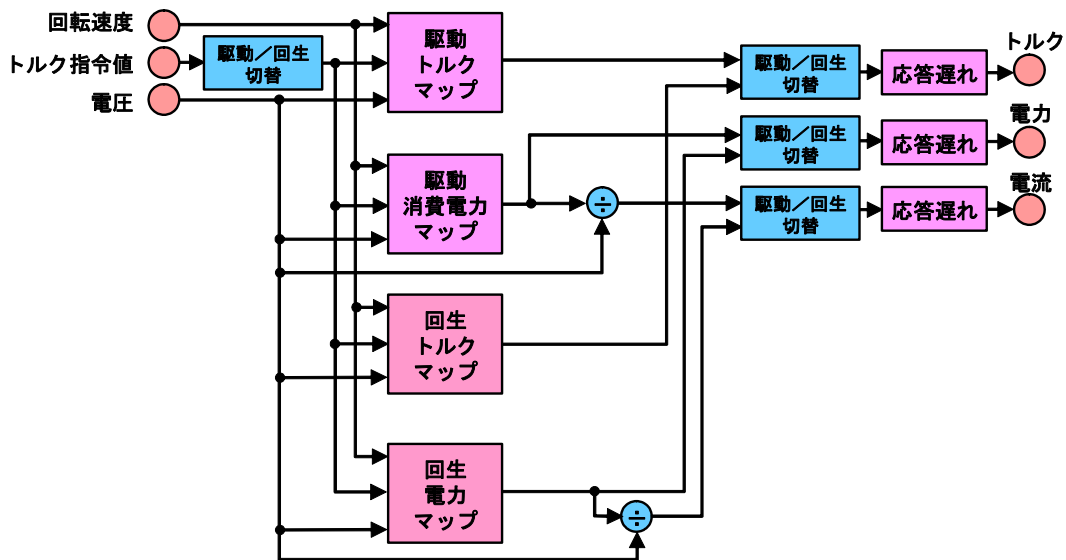 回転速度
トルク指令値
電圧
駆動／回生
切替
駆動
トルク
マップ
駆動
消費電力
マップ
÷
回生
トルク
マップ
回生
電力
マップ
÷
駆動／回生
切替
応答遅れ
トルク
駆動／回生
切替
応答遅れ
電力
駆動／回生
切替
応答遅れ
電流